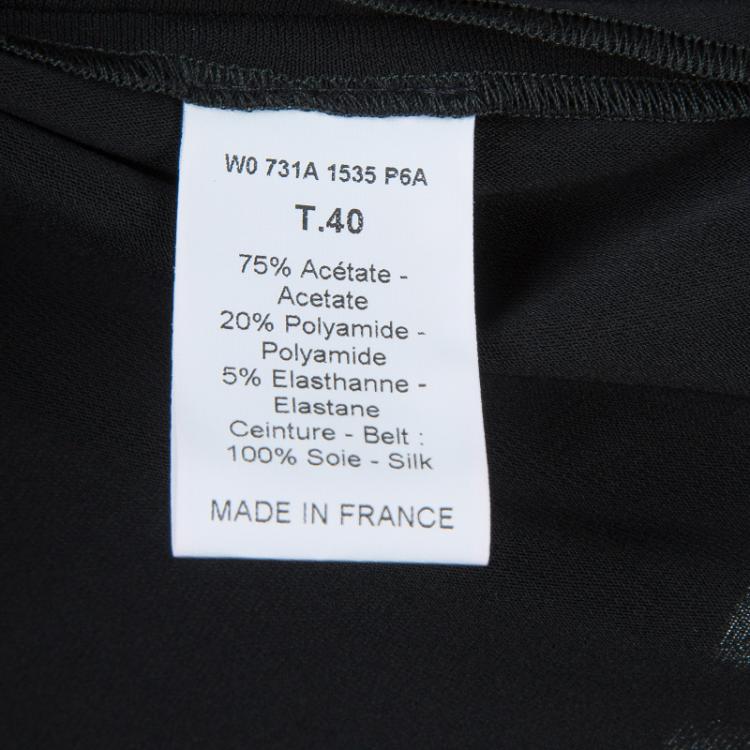 W0 731A 1535 P6A
T.40
75% Acétate -
Acetate
20% Polyamide -
Polyamide
5% Elasthanne -
Elastane
Ceinture - Belt :
100% Soie - Silk
MADE IN FRANCE